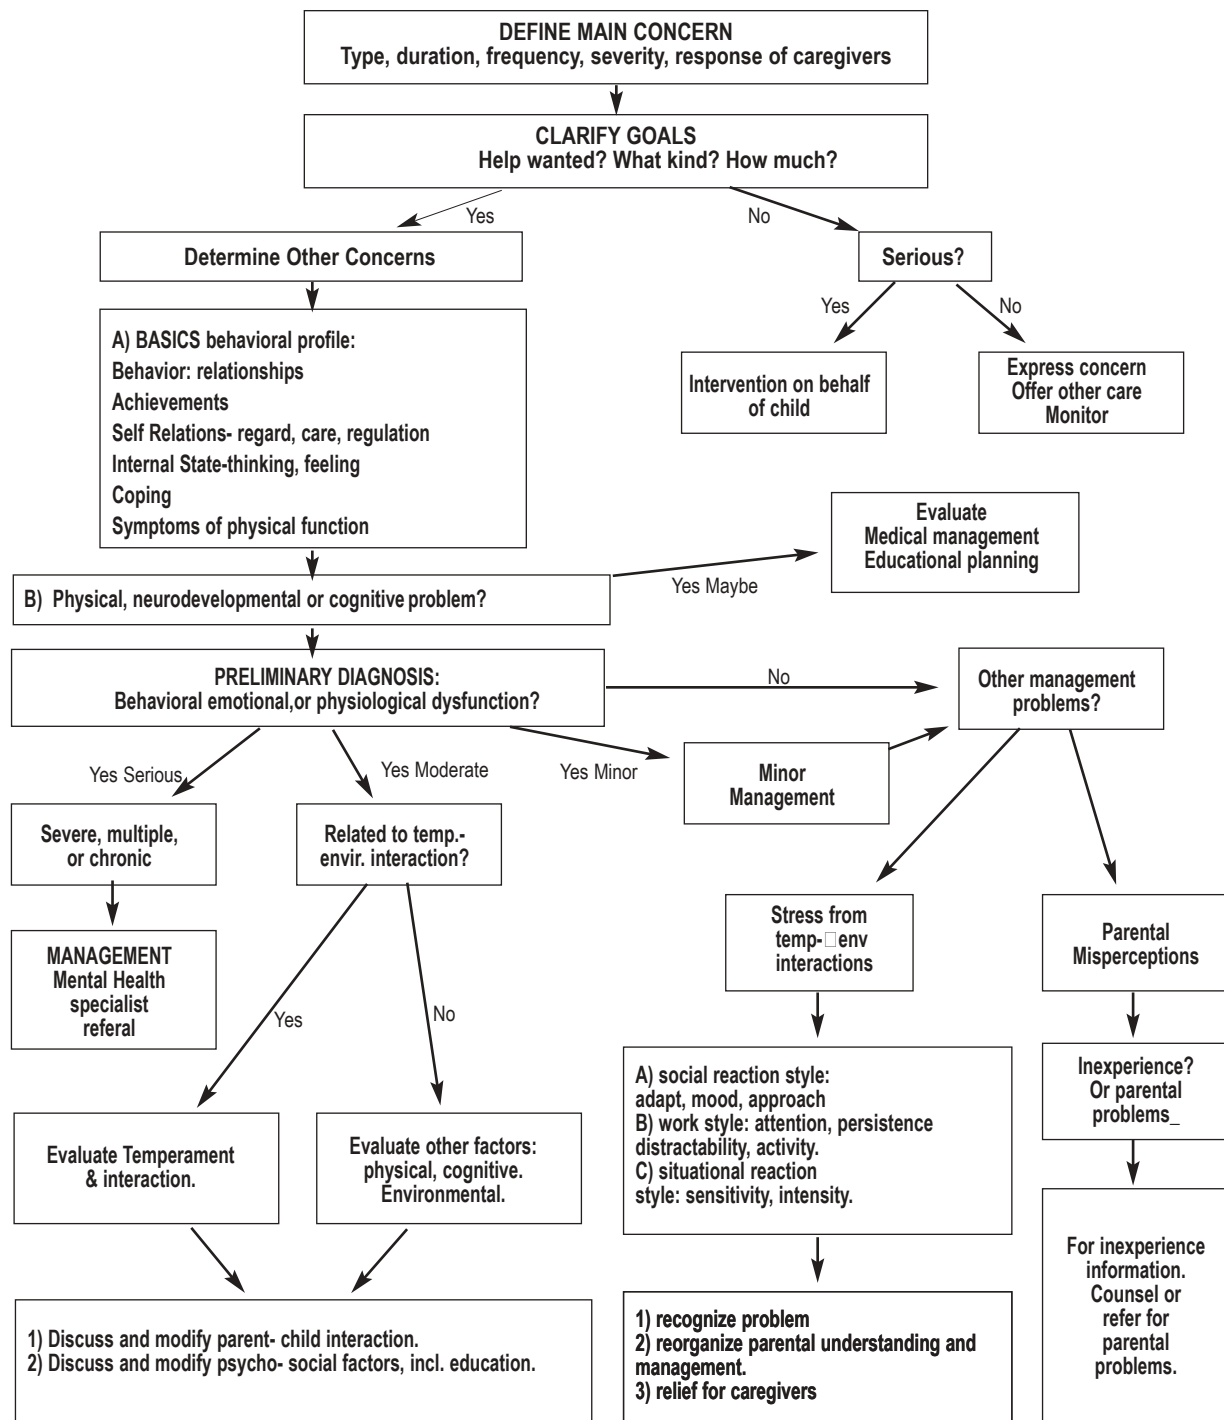 DEFINE MAIN CONCERN
Type, duration, frequency, severity, response of caregivers
CLARIFY GOALS
Help wanted? What kind? How much?
Yes
No
Determine Other Concerns
Serious?
Yes
No
A) BASICS behavioral profile:
Behavior: relationships
Achievements
Self Relations- regard, care, regulation
Internal State-thinking, feeling
Coping
Symptoms of physical function
Intervention on behalf
of child
Express concern
Offer other care
Monitor
Evaluate
Medical management
Educational planning
Yes Maybe
B) Physical, neurodevelopmental or cognitive problem?
PRELIMINARY DIAGNOSIS:
Behavioral emotional,or physiological dysfunction?
No
Other management
problems?
Yes Serious
Yes Moderate
Yes Minor
Minor
Management
Severe, multiple,
or chronic
Related to temp.-
envir. interaction?
MANAGEMENT
Mental Health
specialist
referal
Yes
No
Stress from
temp-□env
interactions
Parental
Misperceptions
A) social reaction style:
adapt, mood, approach
B) work style: attention, persistence
distractability, activity.
C) situational reaction
style: sensitivity, intensity.
Inexperience?
Or parental
problems_
Evaluate Temperament
& interaction.
Evaluate other factors:
physical, cognitive.
Environmental.
For inexperience
information.
Counsel or
refer for
parental
problems.
1) Discuss and modify parent- child interaction.
2) Discuss and modify psycho- social factors, incl. education.
1) recognize problem
2) reorganize parental understanding and
management.
3) relief for caregivers